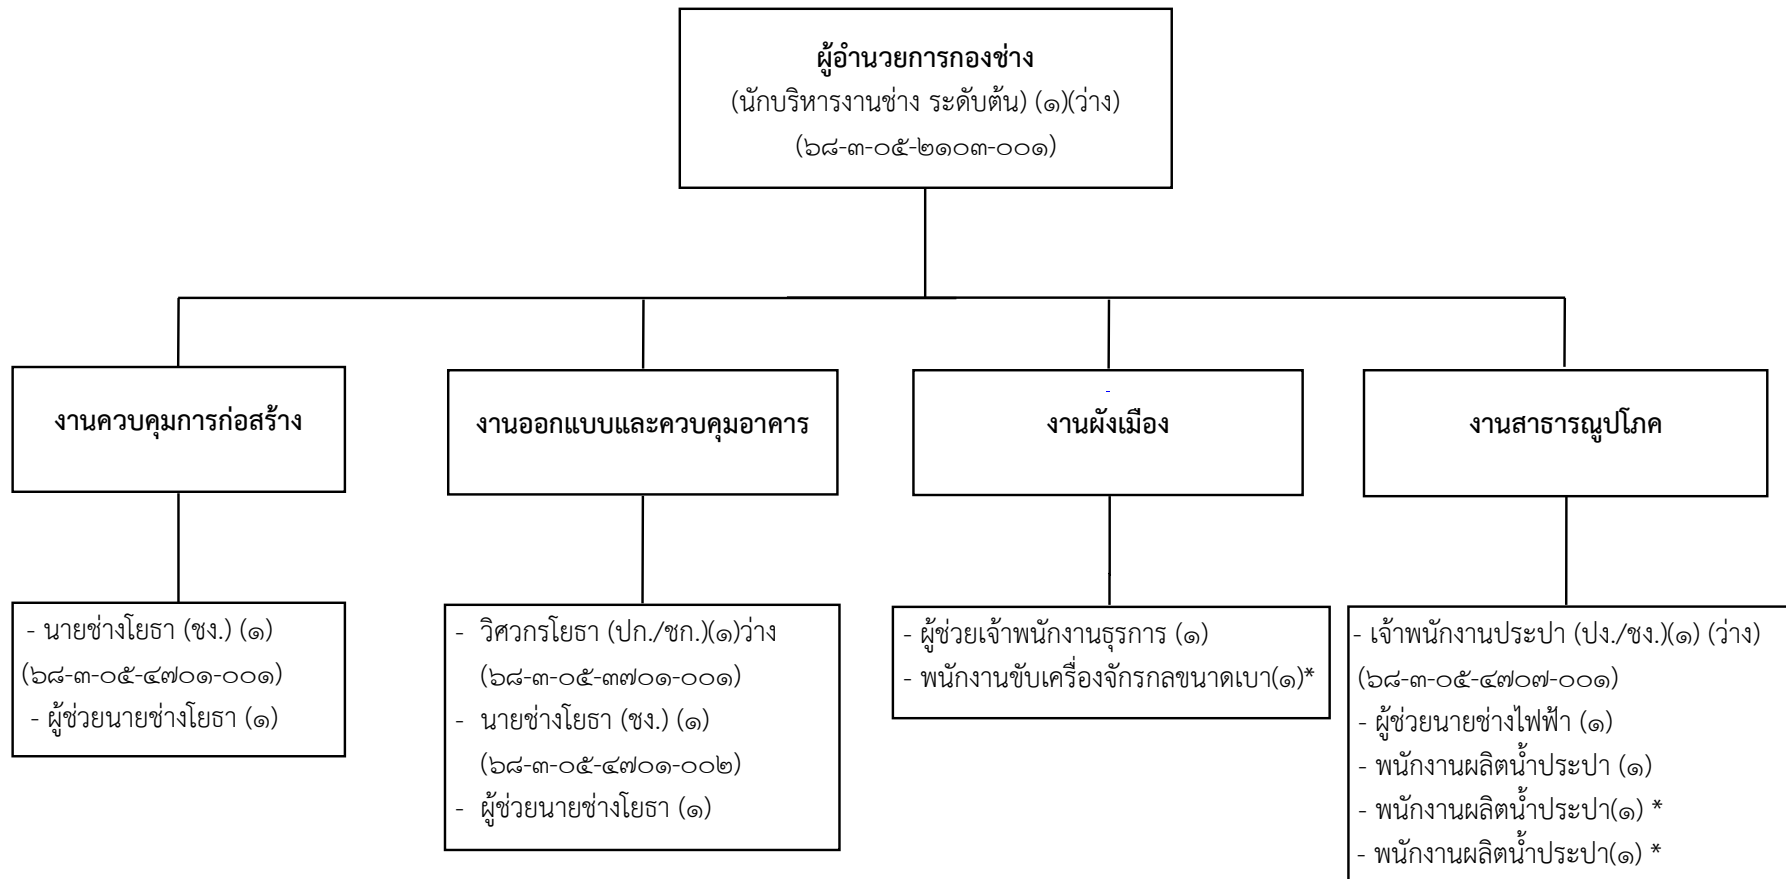 ผู้อำนวยการกองช่าง
(นักบริหารงานช่าง ระดับต้น) (๑)(ว่าง)
(๖๘-๓-๐๕-๒๑๐๓-๐๐๑)
งานควบคุมการก่อสร้าง
- นายช่างโยธา (ชง.) (๑)
(๖๘-๓-๐๕-๔๗๐๑-๐๐๑)
- ผู้ช่วยนายช่างโยธา (๑)
งานออกแบบและควบคุมอาคาร
- วิศวกรโยธา (ปก./ชก.)(๑)ว่าง
(๖๘-๓-๐๕-๓๗๐๑-๐๐๑)
- นายช่างโยธา (ชง.) (๑)
(๖๘-๓-๐๕-๔๗๐๑-๐๐๒)
- ผู้ช่วยนายช่างโยธา (๑)
-
งานผังเมือง
- ผู้ช่วยเจ้าพนักงานธุรการ (๑)
- พนักงานขับเครื่องจักรกลขนาดเบา(๑)*
งานสาธารณูปโภค
- เจ้าพนักงานประปา (ปง./ชง.)(๑) (ว่าง)
(๖๘-๓-๐๕-๔๗๐๗-๐๐๑)
- ผู้ช่วยนายช่างไฟฟ้า (๑)
- พนักงานผลิตน้ำประปา (๑)
- พนักงานผลิตน้ำประปา(๑) *
- พนักงานผลิตน้ำประปา(๑) *